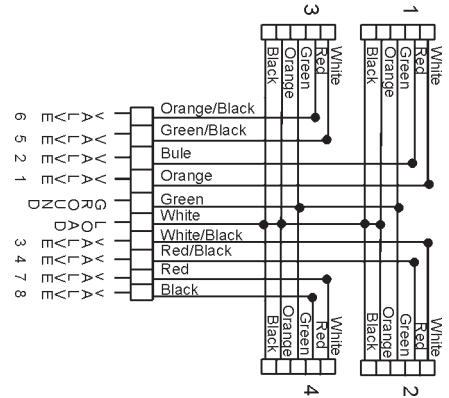 3
1
Black
Orange
Green
Red
White
Black
Orange
Green
Red
White
VALVE 6
Orange/Black
VALVE 5
Green/Black
VALVE 2
Bule
VALVE 1
Orange
GROUND
Green
LOAD
White
VALVE 3
White/Black
VALVE 4
Red/Black
VALVE 7
Red
VALVE 8
Black
Black
Orange
Green
Red
White
Black
Orange
Green
Red
White
4
2